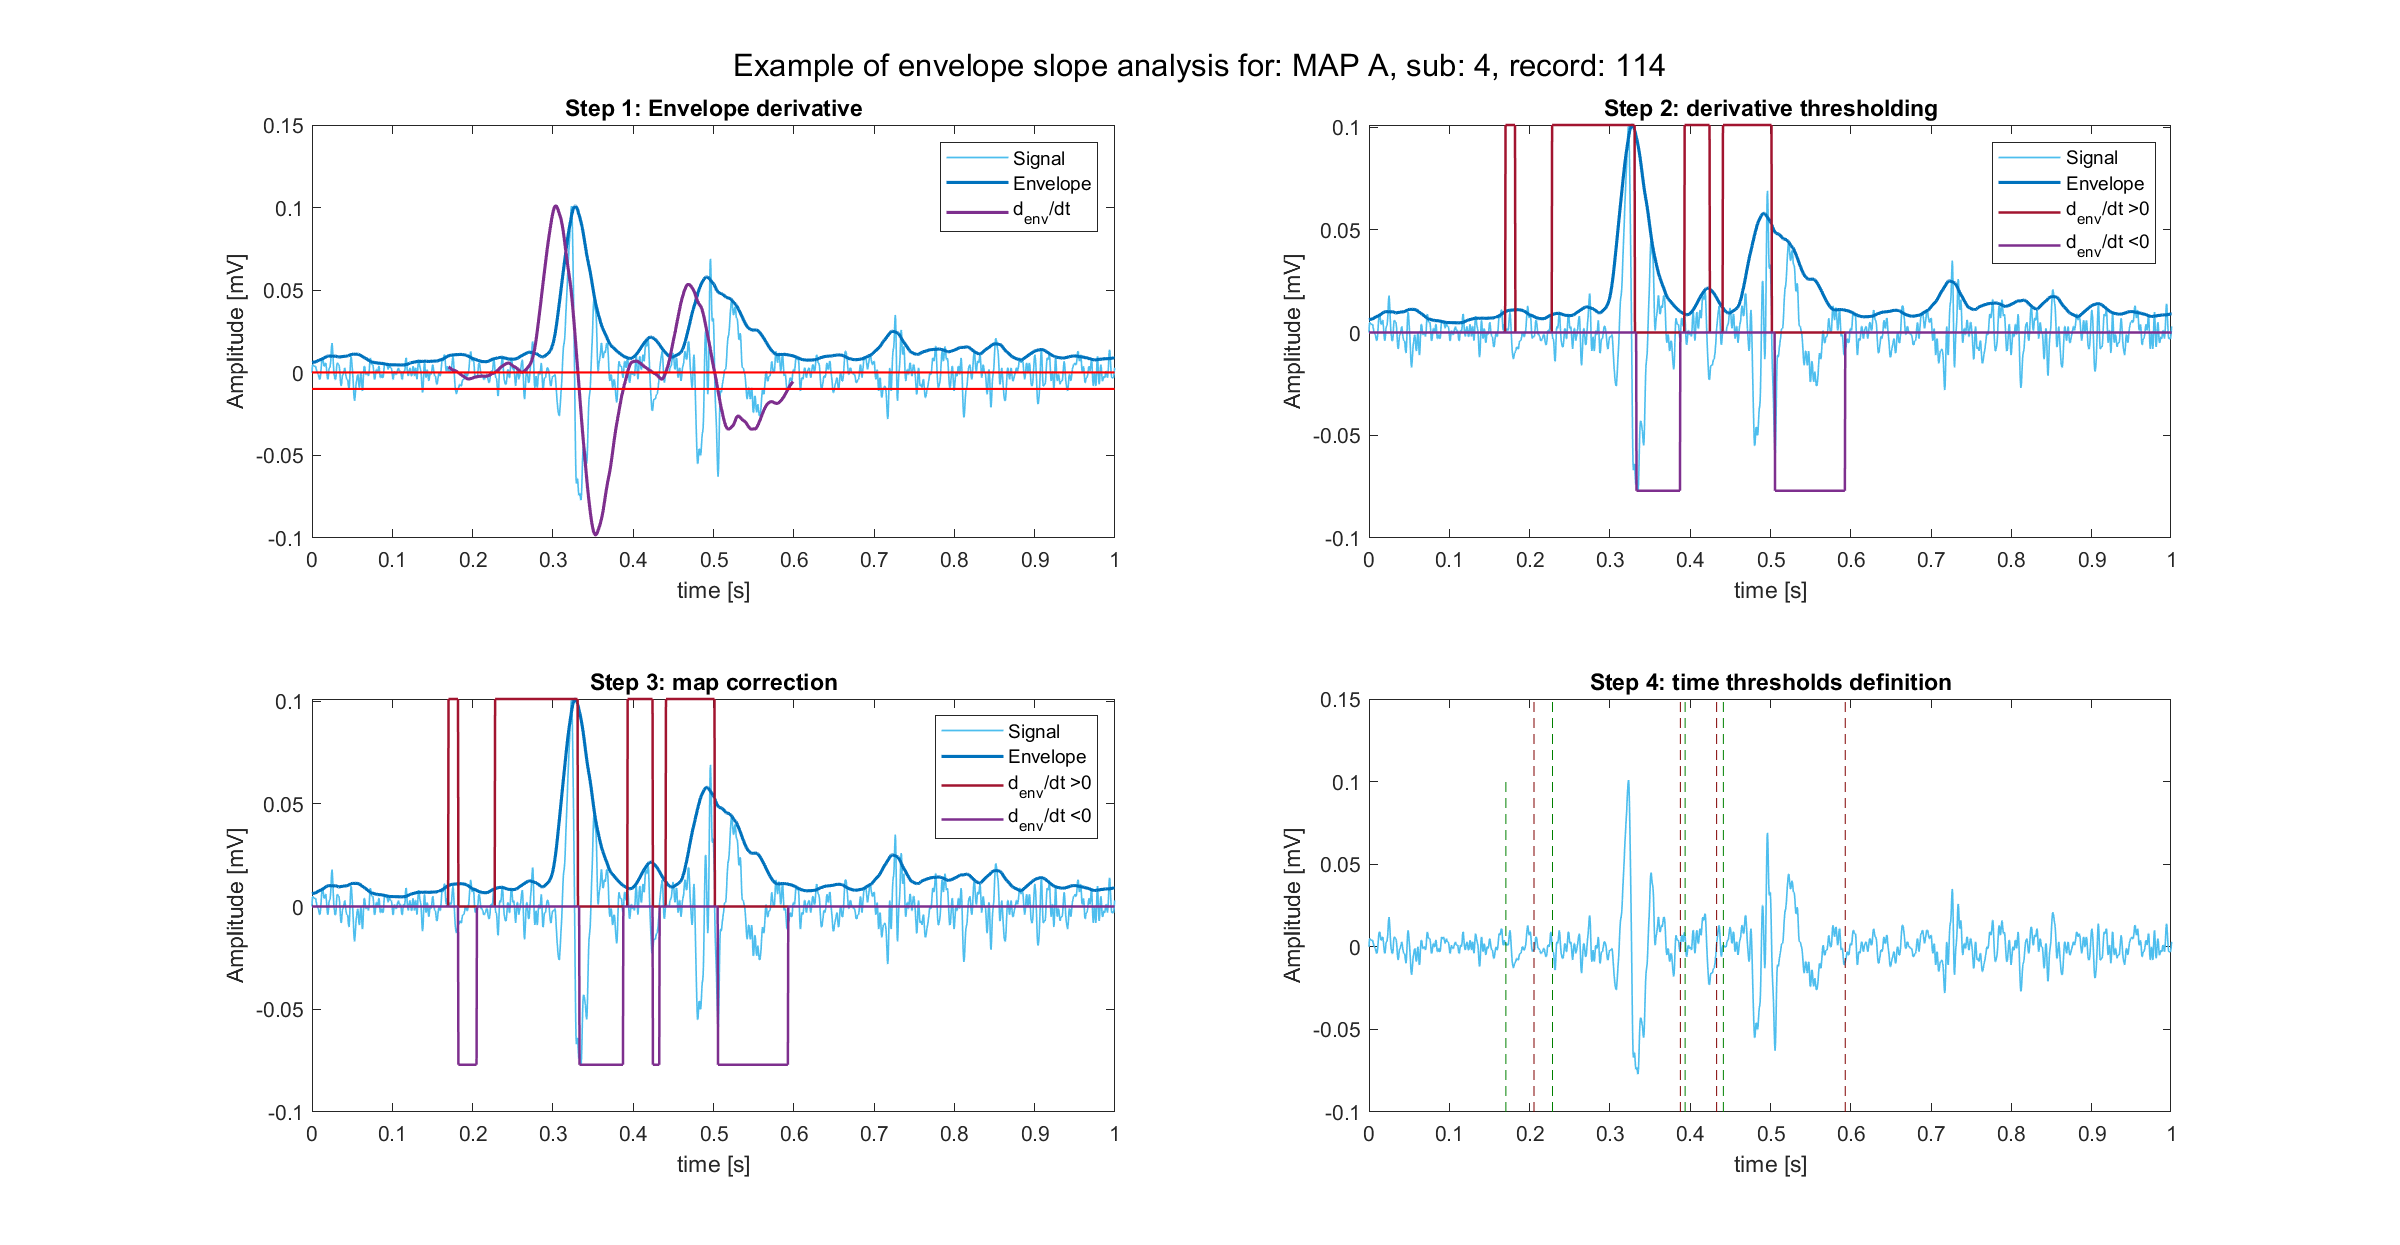 Example of envelope slope analysis for: MAP A, sub: 4, record: 114
Step 1: Envelope derivative
0.15
0.1
0.05
0
-0.05
-0.1
Amplitude [mV]
Signal
Envelope
d_env/dt
0 0.1 0.2 0.3 0.4 0.5 0.6 0.7 0.8 0.9 1
time [s]
Step 2: derivative thresholding
0.1
0.05
0
-0.05
-0.1
Amplitude [mV]
Signal
Envelope
d_env/dt >0
d_env/dt <0
0 0.1 0.2 0.3 0.4 0.5 0.6 0.7 0.8 0.9 1
time [s]
Step 3: map correction
0.1
0.05
0
-0.05
-0.1
Amplitude [mV]
Signal
Envelope
d_env/dt >0
d_env/dt <0
0 0.1 0.2 0.3 0.4 0.5 0.6 0.7 0.8 0.9 1
time [s]
Step 4: time thresholds definition
0.15
0.1
0.05
0
-0.05
-0.1
Amplitude [mV]
0 0.1 0.2 0.3 0.4 0.5 0.6 0.7 0.8 0.9 1
time [s]